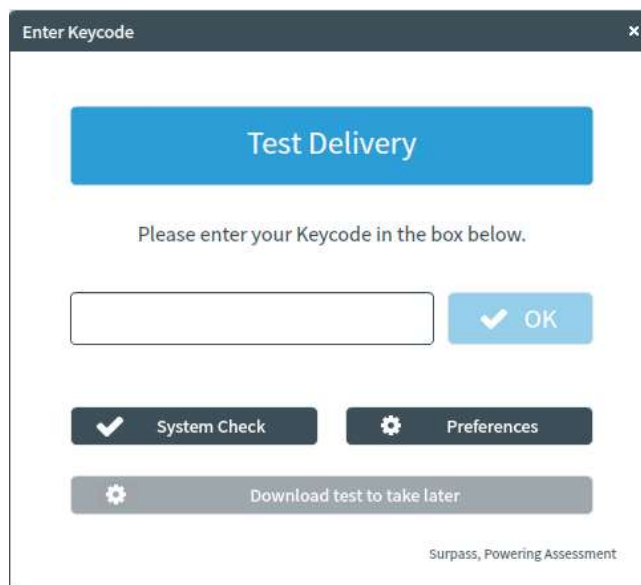 Enter Keycode
Test Delivery
Please enter your Keycode in the box below.
OK
System Check
Preferences
Download test to take later
Surpass, Powering Assessment